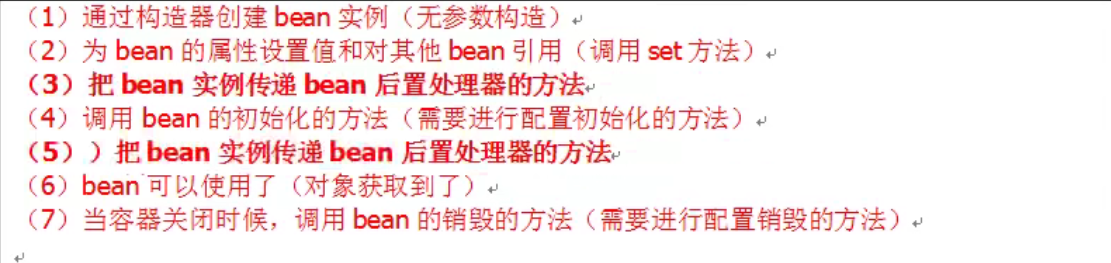 （1）通过构造器创建 bean 实例（无参数构造）
（2）为 bean 的属性设置值和对其他 bean 引用（调用 set 方法）
（3）把 bean 实例传递 bean 后置处理器的方法
（4）调用 bean 的初始化的方法（需要进行配置初始化的方法）
（5））把 bean 实例传递 bean 后置处理器的方法
（6）bean 可以使用了（对象获取到了）
（7）当容器关闭时候，调用 bean 的销毁的方法（需要进行配置销毁的方法）